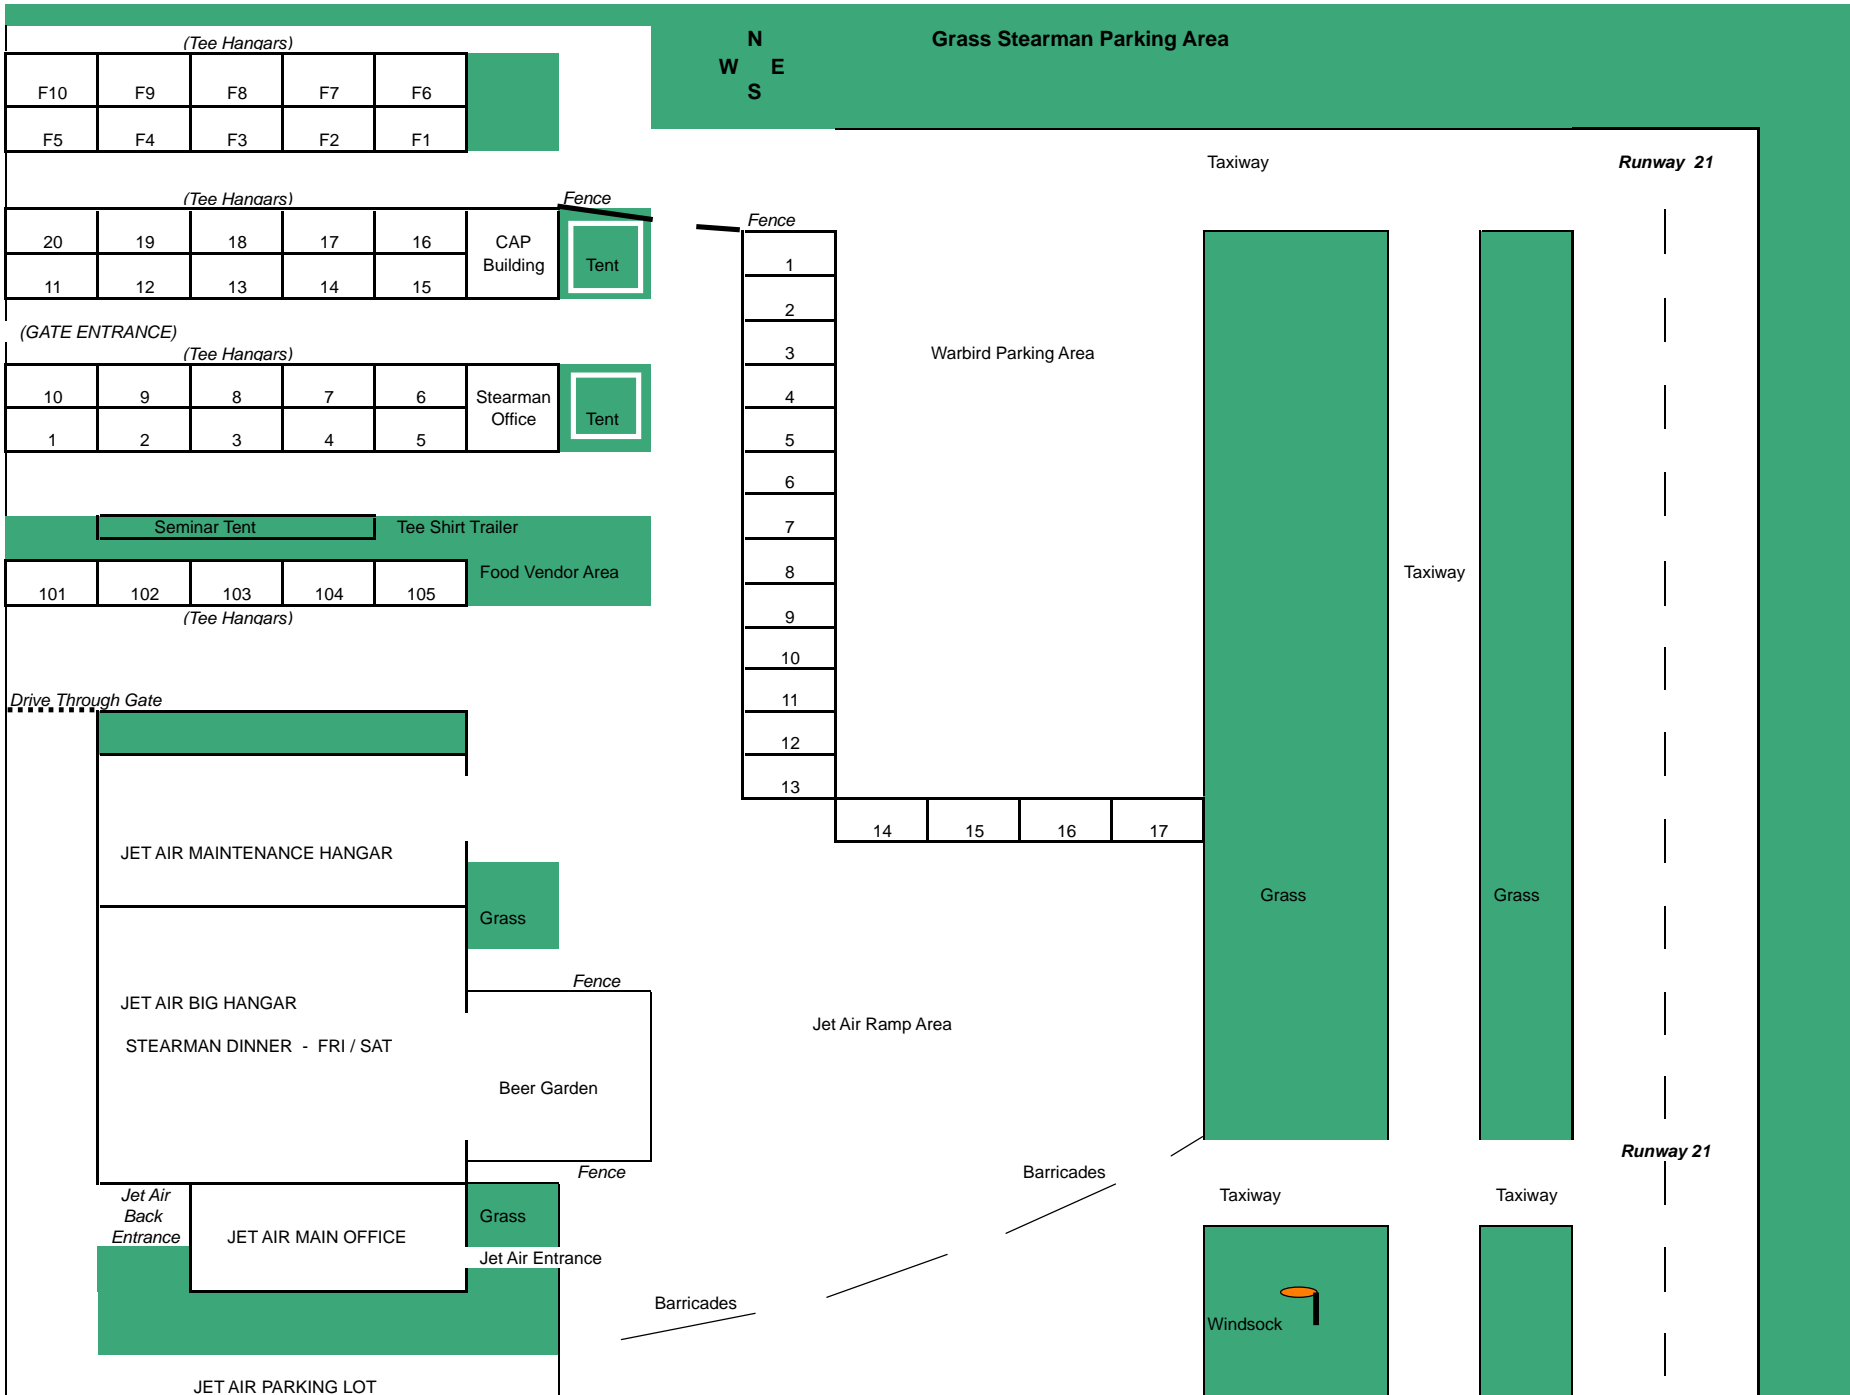 N
Grass Stearman Parking Area
W E
S
(Tee Hangars)
F10 F9 F8 F7 F6
F5 F4 F3 F2 F1
Taxiway
Runway 21
(Tee Hangars)
Fence
Fence
20 19 18 17 16
CAP
Building
Tent
11 12 13 14 15
(GATE ENTRANCE)
(Tee Hangars)
10 9 8 7 6
Stearman
Office
Tent
1 2 3 4 5
1
2
3
4
5
6
7
8
9
10
11
12
13
14 15 16 17
Warbird Parking Area
Seminar Tent
Tee Shirt Trailer
Food Vendor Area
101 102 103 104 105
(Tee Hangars)
Taxiway
Drive Through Gate
JET AIR MAINTENANCE HANGAR
Grass
Grass
Grass
Fence
JET AIR BIG HANGAR
STEARMAN DINNER - FRI / SAT
Jet Air Ramp Area
Beer Garden
Fence
Barricades
Runway 21
Taxiway
Taxiway
Jet Air
Back
Entrance
JET AIR MAIN OFFICE
Grass
Jet Air Entrance
Barricades
Windsock
JET AIR PARKING LOT